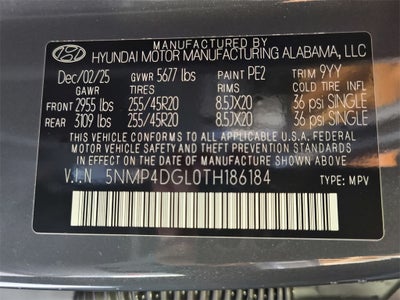 MANUFACTURED BY
HYUNDAI MOTOR MANUFACTURING ALABAMA, LLC
Dec/02/25 GVWR 5677 lbs PAINT PE2 TRIM 9YY
GAWR TIRES RIMS COLD TIRE INFL
FRONT 2955 lbs 255/45R20 8.5JX20 36 psi SINGLE
REAR 3109 lbs 255/45R20 8.5JX20 36 psi SINGLE
THIS VEHICLE CONFORMS TO ALL APPLICABLE U.S.A. FEDERAL
MOTOR VEHICLE SAFETY AND THEFT PREVENTION STANDARDS
IN EFFECT ON THE DATE OF MANUFACTURE SHOWN ABOVE.
V.I.N 5NMP4DGL0TH186184 TYPE: MPV